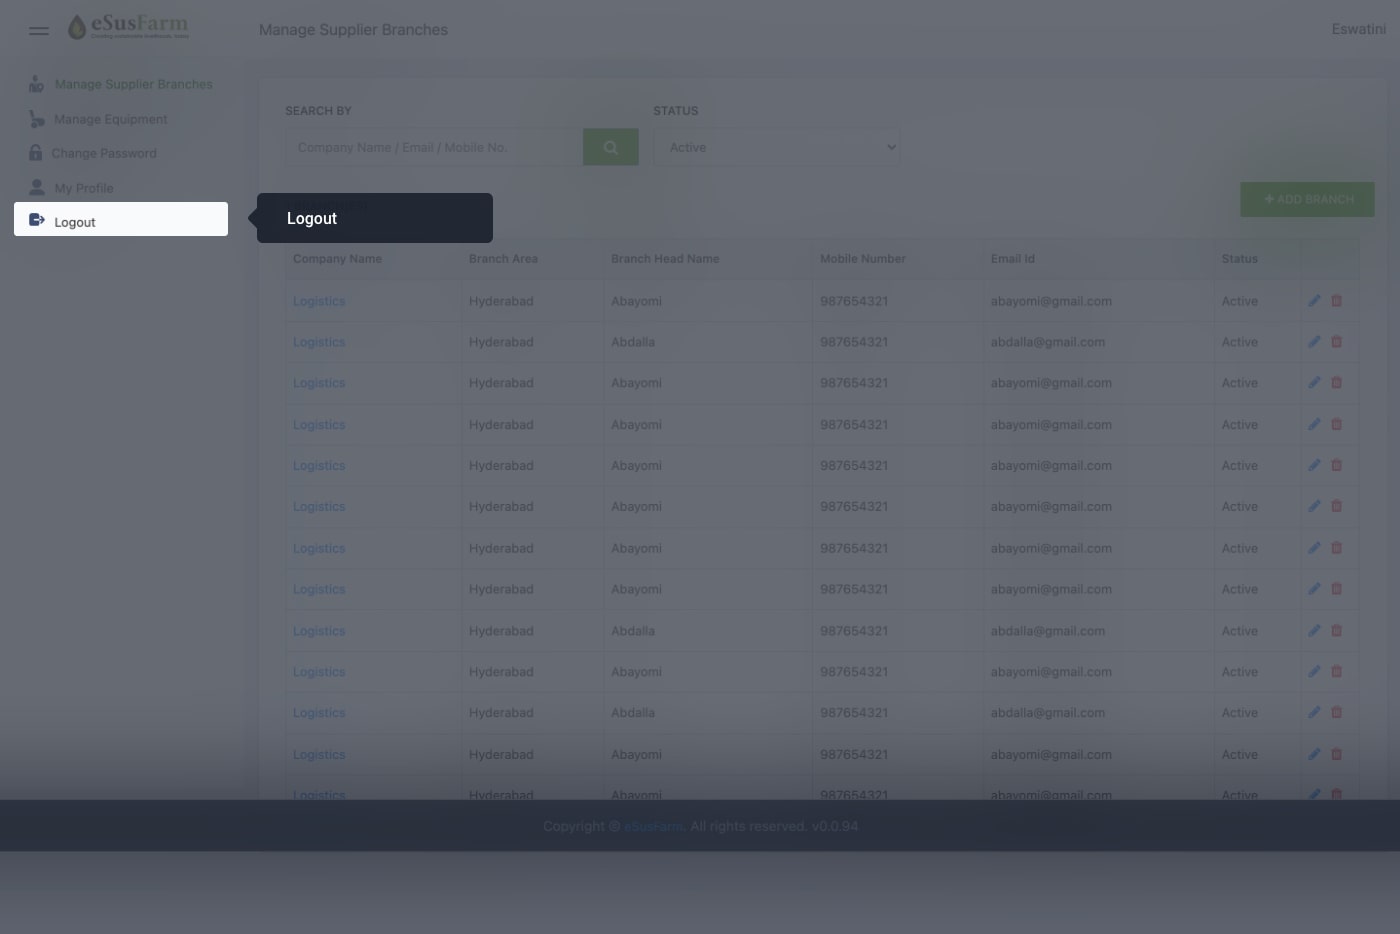 eSusFarm
Manage Supplier Branches
Eswatini
Manage Supplier Branches
Manage Equipment
Change Password
My Profile
Logout
Logout
SEARCH BY
STATUS
Company Name / Email / Mobile No.
Active
ADD BRANCH
Company Name Branch Area Branch Head Name Mobile Number Email Id Status
Logistics Hyderabad Abayomi 987654321 abayomi@gmail.com Active
Logistics Hyderabad Abdalla 987654321 abdalla@gmail.com Active
Logistics Hyderabad Abayomi 987654321 abayomi@gmail.com Active
Logistics Hyderabad Abayomi 987654321 abayomi@gmail.com Active
Logistics Hyderabad Abayomi 987654321 abayomi@gmail.com Active
Logistics Hyderabad Abayomi 987654321 abayomi@gmail.com Active
Logistics Hyderabad Abayomi 987654321 abayomi@gmail.com Active
Logistics Hyderabad Abayomi 987654321 abayomi@gmail.com Active
Logistics Hyderabad Abdalla 987654321 abdalla@gmail.com Active
Logistics Hyderabad Abayomi 987654321 abayomi@gmail.com Active
Logistics Hyderabad Abdalla 987654321 abdalla@gmail.com Active
Logistics Hyderabad Abayomi 987654321 abayomi@gmail.com Active
Logistics Hyderabad Abayomi 987654321 abayomi@gmail.com Active
Copyright © eSusFarm. All rights reserved. v0.0.94